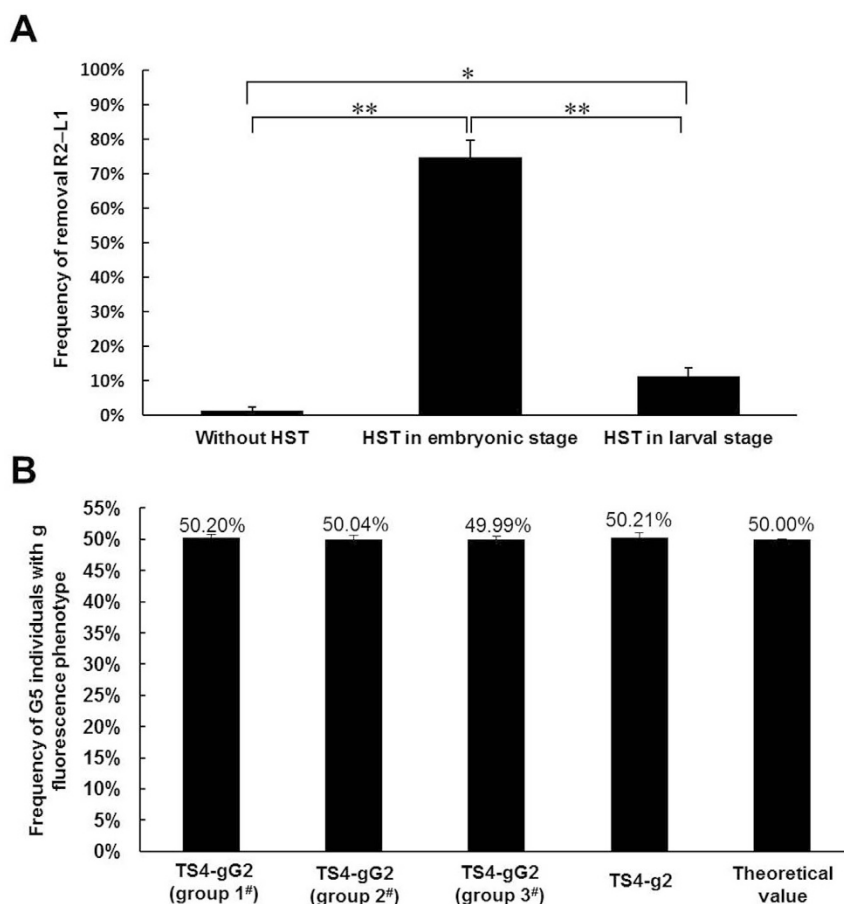 A
Frequency of removal R2–L1
100%
90%
80%
70%
60%
50%
40%
30%
20%
10%
0%
*
** **
Without HST HST in embryonic stage HST in larval stage
B
Frequency of G5 individuals with g
fluorescence phenotype
55%
50%
45%
40%
35%
30%
25%
20%
15%
10%
5%
0%
50.20% 50.04% 49.99% 50.21% 50.00%
TS4-gG2 TS4-gG2 TS4-gG2 TS4-g2 Theoretical
(group 1#) (group 2#) (group 3#) value